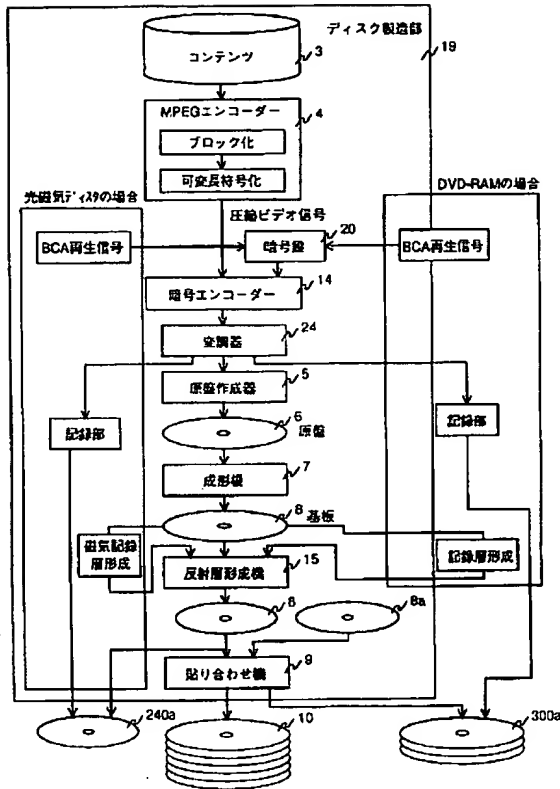 ディスク製造部
19
コンテンツ
3
MPEGエンコーダー
4
ブロック化
可変長符号化
光磁気ディスクの場合
DVD-RAMの場合
圧縮ビデオ信号
20
BCA再生信号
暗号鍵
BCA再生信号
暗号エンコーダー
14
変調器
24
原盤作成器
5
6
原盤
記録部
記録部
成形機
7
8
基板
磁気記録
層形成
記録層形成
反射層形成機
15
8
8a
貼り合わせ機
9
240a
10
300a